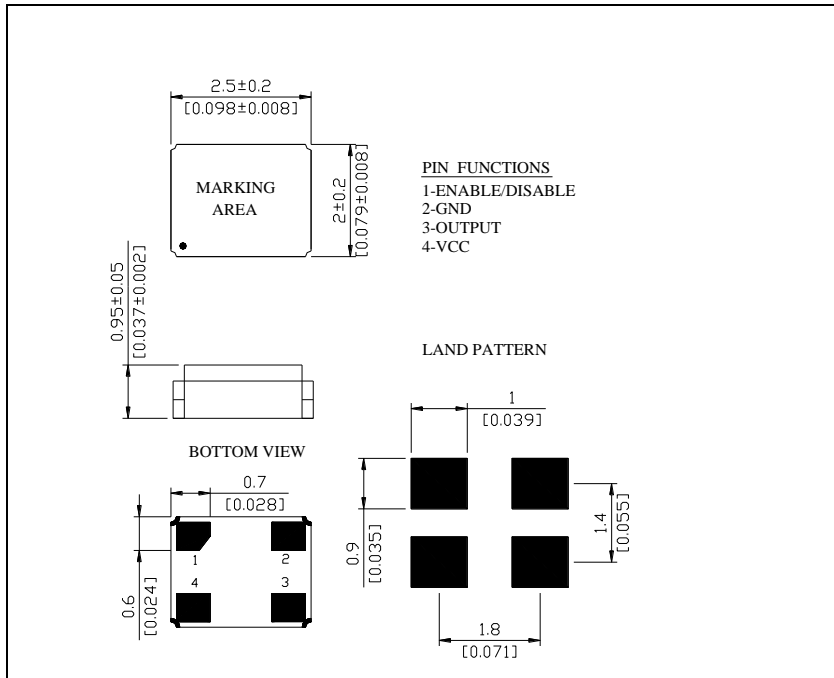 2.5±0.2
[0.098±0.008]
MARKING
AREA
2±0.2
[0.079±0.008]
PIN FUNCTIONS
1-ENABLE/DISABLE
2-GND
3-OUTPUT
4-VCC
0.95±0.05
[0.037±0.002]
LAND PATTERN
1
[0.039]
BOTTOM VIEW
0.7
[0.028]
1 2
4 3
0.6
[0.024]
0.9
[0.035]
1.4
[0.055]
1.8
[0.071]